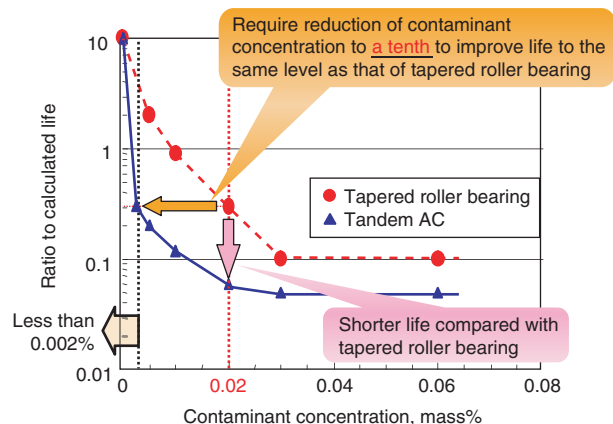 Require reduction of contaminant
concentration to a tenth to improve life to the
same level as that of tapered roller bearing
10
1
0.1
0.01
Ratio to calculated life
Tapered roller bearing
Tandem AC
Less than
0.002%
Shorter life compared with
tapered roller bearing
0
0.02
0.04
0.06
0.08
Contaminant concentration, mass%